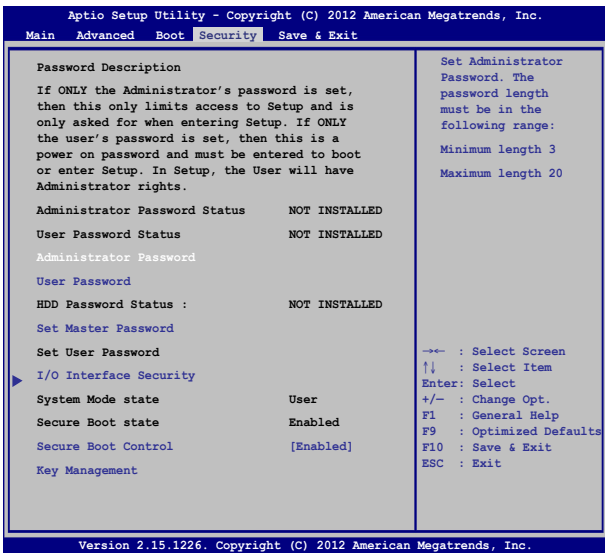 Aptio Setup Utility - Copyright (C) 2012 American Megatrends, Inc.
Main Advanced Boot Security Save & Exit
Password Description
If ONLY the Administrator's password is set,
then this only limits access to Setup and is
only asked for when entering Setup. If ONLY
the user's password is set, then this is a
power on password and must be entered to boot
or enter Setup. In Setup, the User will have
Administrator rights.
Administrator Password Status NOT INSTALLED
User Password Status NOT INSTALLED
Administrator Password
User Password
HDD Password Status : NOT INSTALLED
Set Master Password
Set User Password
I/O Interface Security
System Mode state User
Secure Boot state Enabled
Secure Boot Control [Enabled]
Key Management
Set Administrator
Password. The
password length
must be in the
following range:
Minimum length 3
Maximum length 20
→← : Select Screen
↑↓ : Select Item
Enter: Select
+/— : Change Opt.
F1 : General Help
F9 : Optimized Defaults
F10 : Save & Exit
ESC : Exit
Version 2.15.1226. Copyright (C) 2012 American Megatrends, Inc.